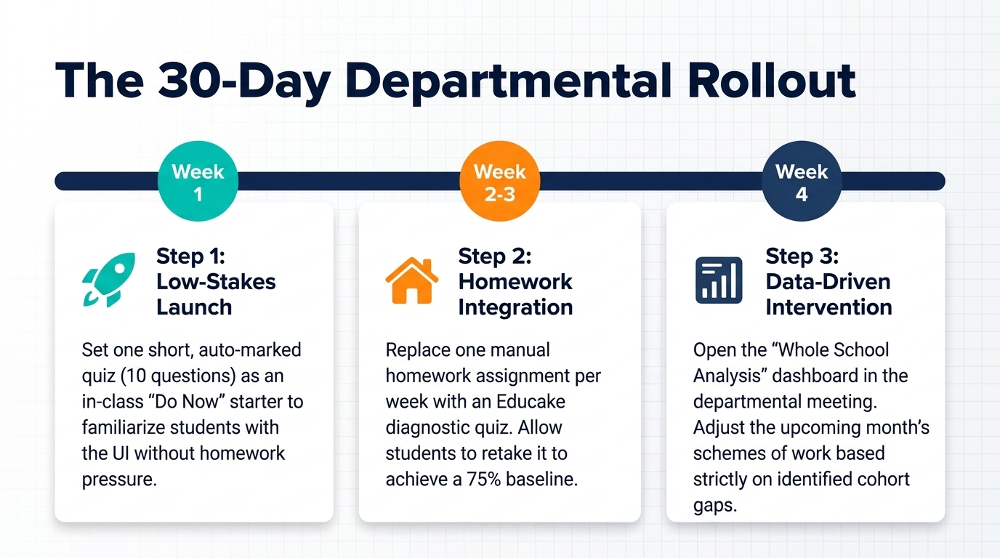 The 30-Day Departmental Rollout
Week
1
Step 1:
Low-Stakes
Launch
Set one short, auto-marked
quiz (10 questions) as an
in-class “Do Now” starter to
familiarize students with
the UI without homework
pressure.
Week
2-3
Step 2:
Homework
Integration
Replace one manual
homework assignment per
week with an Educake
diagnostic quiz. Allow
students to retake it to
achieve a 75% baseline.
Week
4
Step 3:
Data-Driven
Intervention
Open the “Whole School
Analysis” dashboard in the
departmental meeting.
Adjust the upcoming month’s
schemes of work based
strictly on identified cohort
gaps.